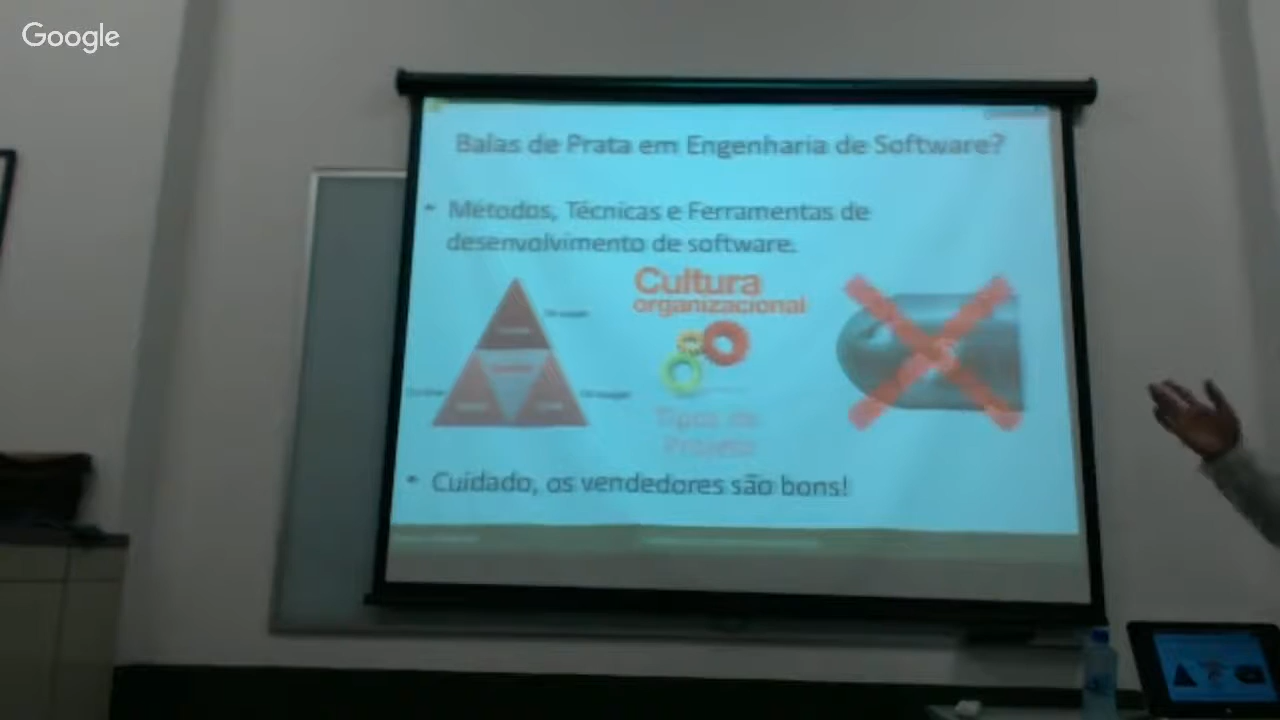 Google
Balas de Prata em Engenharia de Software?
• Métodos, Técnicas e Ferramentas de
desenvolvimento de software.
Cultura
organizacional
Tipos de
Projeto
• Cuidado, os vendedores são bons!